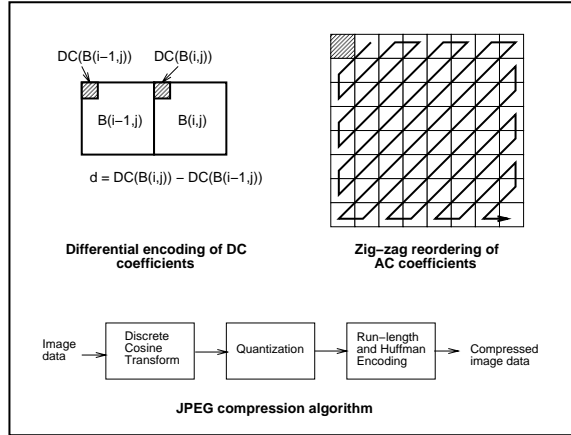 DC(B(i−1,j)) DC(B(i,j))
B(i−1,j) B(i,j)
d = DC(B(i,j)) − DC(B(i−1,j))
Differential encoding of DC
coefficients
Zig−zag reordering of
AC coefficients
Image
data
Discrete
Cosine
Transform
Quantization
Run−length
and Huffman
Encoding
Compressed
image data
JPEG compression algorithm